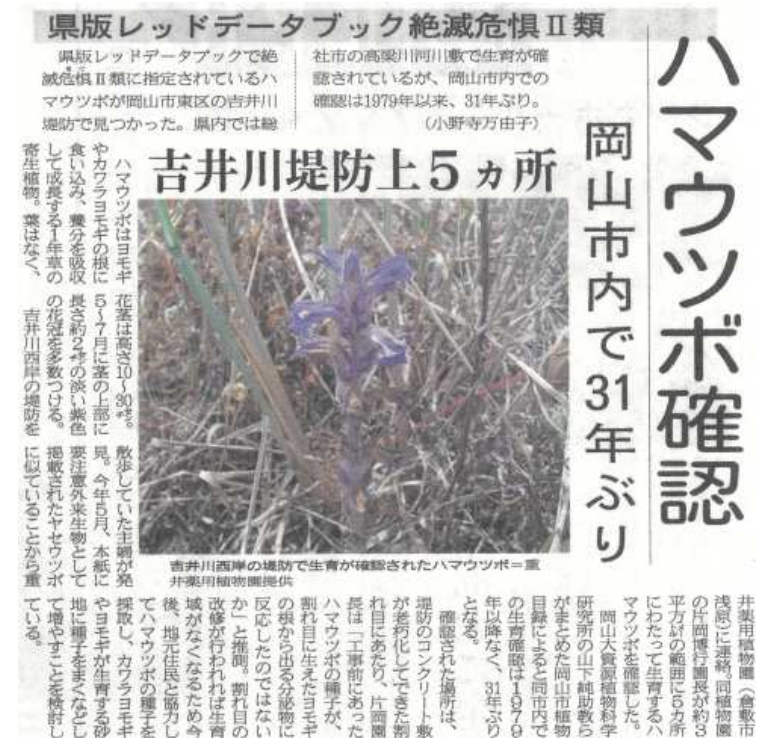 県版レッドデータブック絶滅危惧Ⅱ類
ハマウツボ確認
岡山市内で31年ぶり
吉井川堤防上5ヵ所
県版レッドデータブックで絶
滅危惧Ⅱ類に指定されているハ
マウツボが岡山市東区の吉井川
堤防で見つかった。県内では総
社市の高梁川河川敷で生育が確
認されているが、岡山市内での
確認は1979年以来、31年ぶり。
(小野寺万由子)
ハマウツボはヨモギ
やカワラヨモギの根に
食い込み、養分を吸収
して成長する1年草の
寄生植物。葉はなく、
花茎は高さ10〜30㌢。
5〜7月に茎の上部に
長さ約2㌢の淡い紫色
の花冠を多数つける。
吉井川西岸の堤防を
散歩していた主婦が発
見。今年5月、本紙に
要注意外来生物として
掲載されたヤセウツボ
に似ていることから重
吉井川西岸の堤防で生育が確認されたハマウツボ=重
井薬用植物園提供
井薬用植物園(倉敷市
浅原)に連絡。同植物園
の片岡博行園長が約3
平方㍍の範囲に5カ所
にわたって生育するハ
マウツボを確認した。
岡山大資源植物科学
研究所の山下純助教ら
がまとめた岡山市植物
目録によると同市内で
の生育確認は1979
年以降なく、31年ぶり
となる。
確認された場所は、
堤防のコンクリート敷
が老朽化してできた割
れ目にあたり、片岡園
長は「工事前にあった
ハマウツボの種子が、
割れ目に生えたヨモギ
の根から出る分泌物に
反応したのではない
か」と推測。割れ目の
改修が行われれば生育
域がなくなるため今
後、地元住民と協力し
てハマウツボの種子を
採取し、カワラヨモギ
やヨモギが生育する砂
地に種子をまくなどし
て増やすことを検討し
ている。